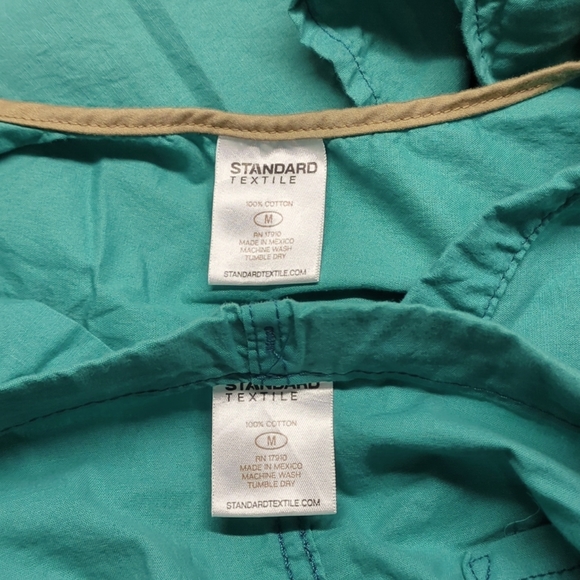 STANDARD
TEXTILE
100% COTTON
M
RN 17910
MADE IN MEXICO
MACHINE WASH
TUMBLE DRY
STANDARDTEXTILE.COM
STANDARD
TEXTILE
100% COTTON
M
RN 17910
MADE IN MEXICO
MACHINE WASH
TUMBLE DRY
STANDARDTEXTILE.COM